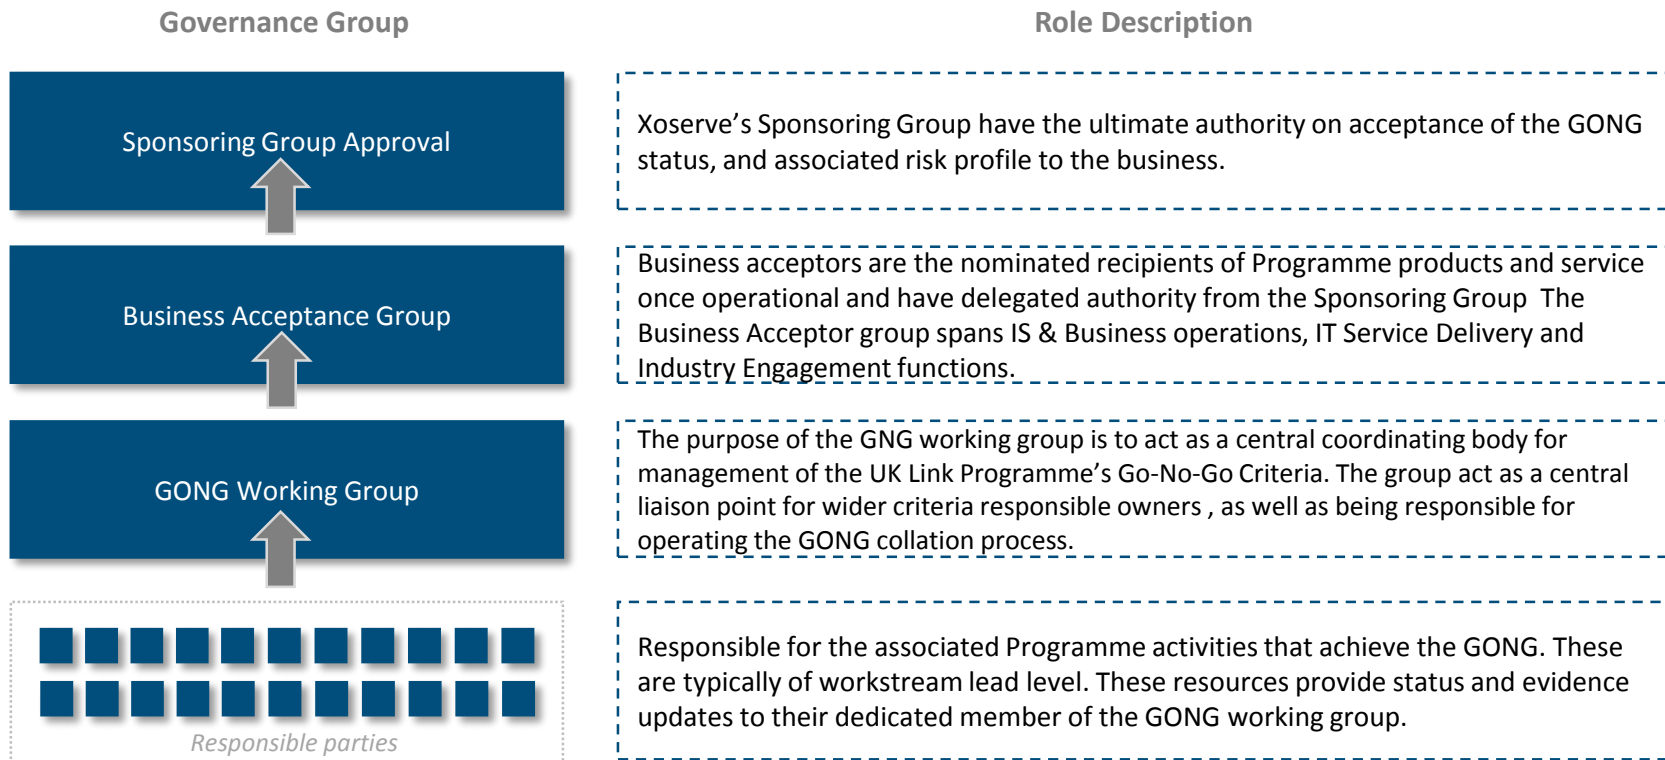 Governance Group
Role Description
Sponsoring Group Approval
Xoserve’s Sponsoring Group have the ultimate authority on acceptance of the GONG
status, and associated risk profile to the business.
Business Acceptance Group
Business acceptors are the nominated recipients of Programme products and service
once operational and have delegated authority from the Sponsoring Group  The
Business Acceptor group spans IS & Business operations, IT Service Delivery and
Industry Engagement functions.
GONG Working Group
The purpose of the GNG working group is to act as a central coordinating body for
management of the UK Link Programme’s Go-No-Go Criteria. The group act as a central
liaison point for wider criteria responsible owners , as well as being responsible for
operating the GONG collation process.
Responsible parties
Responsible for the associated Programme activities that achieve the GONG. These
are typically of workstream lead level. These resources provide status and evidence
updates to their dedicated member of the GONG working group.